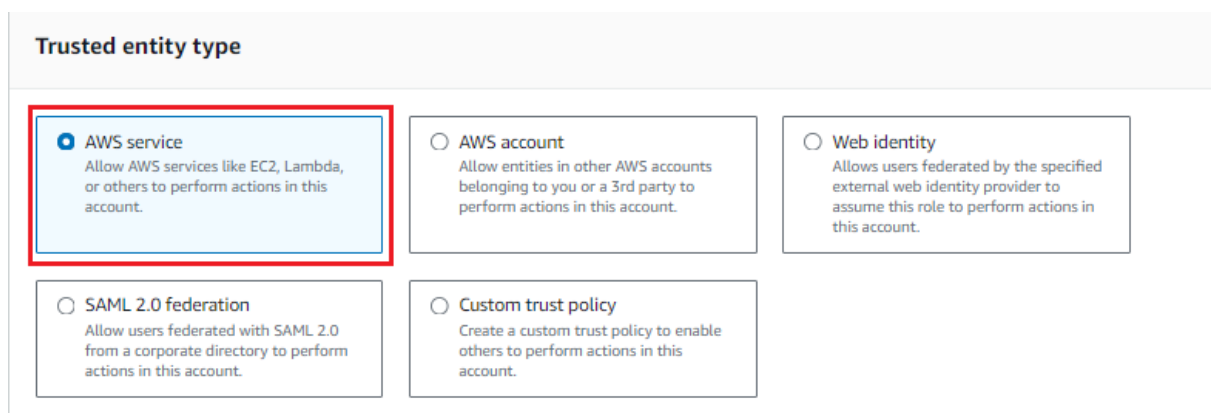 Trusted entity type
AWS service
Allow AWS services like EC2, Lambda,
or others to perform actions in this
account.
AWS account
Allow entities in other AWS accounts
belonging to you or a 3rd party to
perform actions in this account.
Web identity
Allows users federated by the specified
external web identity provider to
assume this role to perform actions in
this account.
SAML 2.0 federation
Allow users federated with SAML 2.0
from a corporate directory to perform
actions in this account.
Custom trust policy
Create a custom trust policy to enable
others to perform actions in this
account.